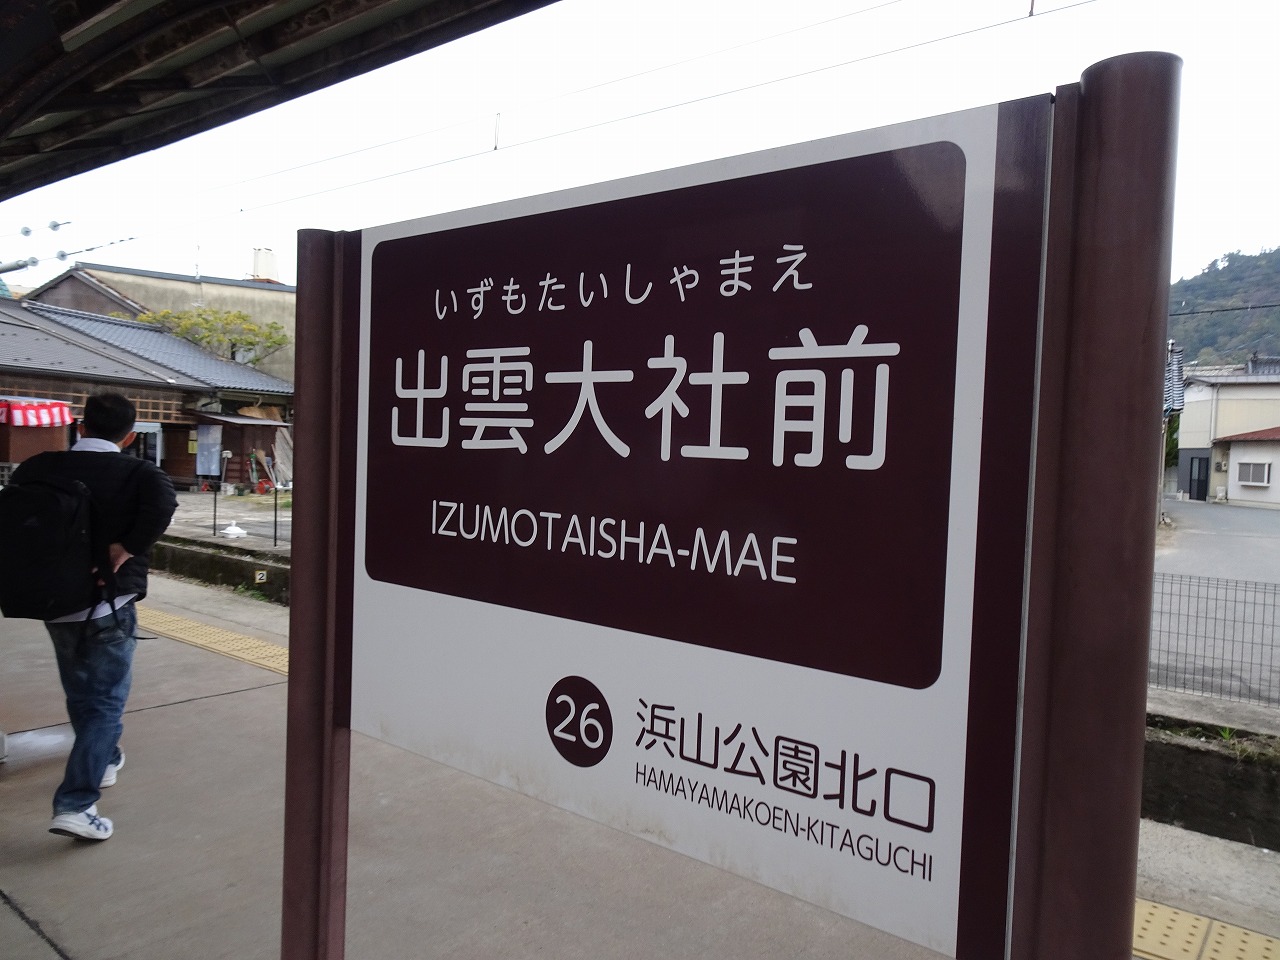 いずもたいしゃまえ
出雲大社前
IZUMOTAISHA-MAE
26 浜山公園北口
HAMAYAMAKOEN-KITAGUCHI
2